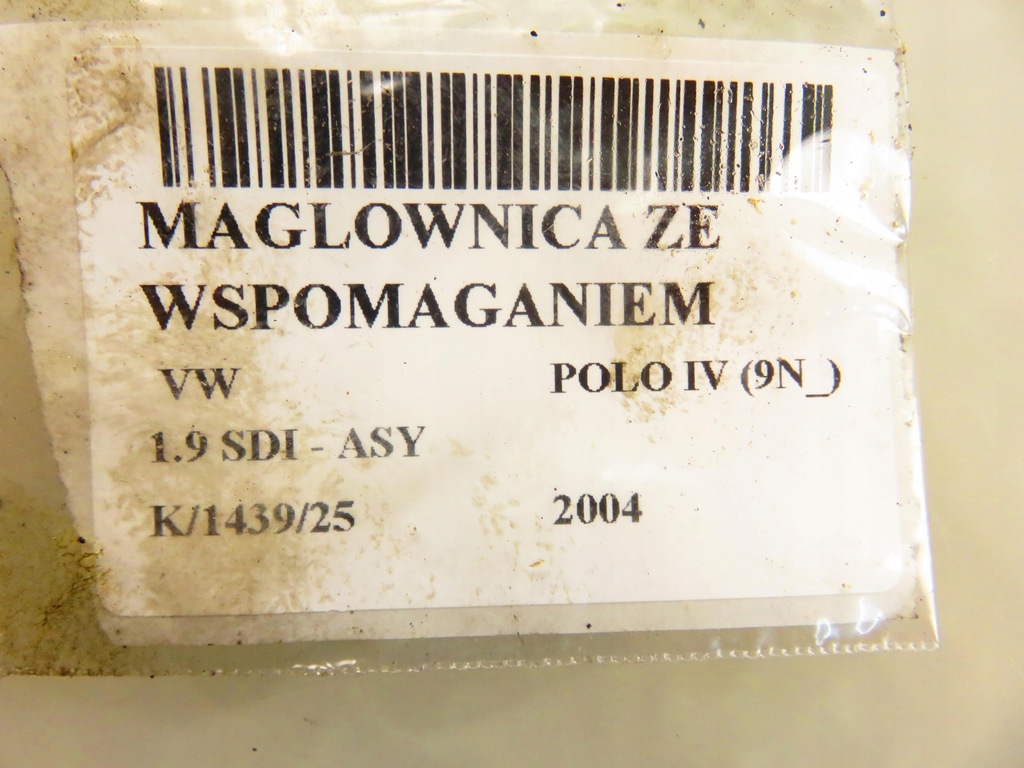 MAGLOWNICA ZE
WSPOMAGANIEM
VW POLO IV (9N_)
1.9 SDI - ASY
K/1439/25 2004